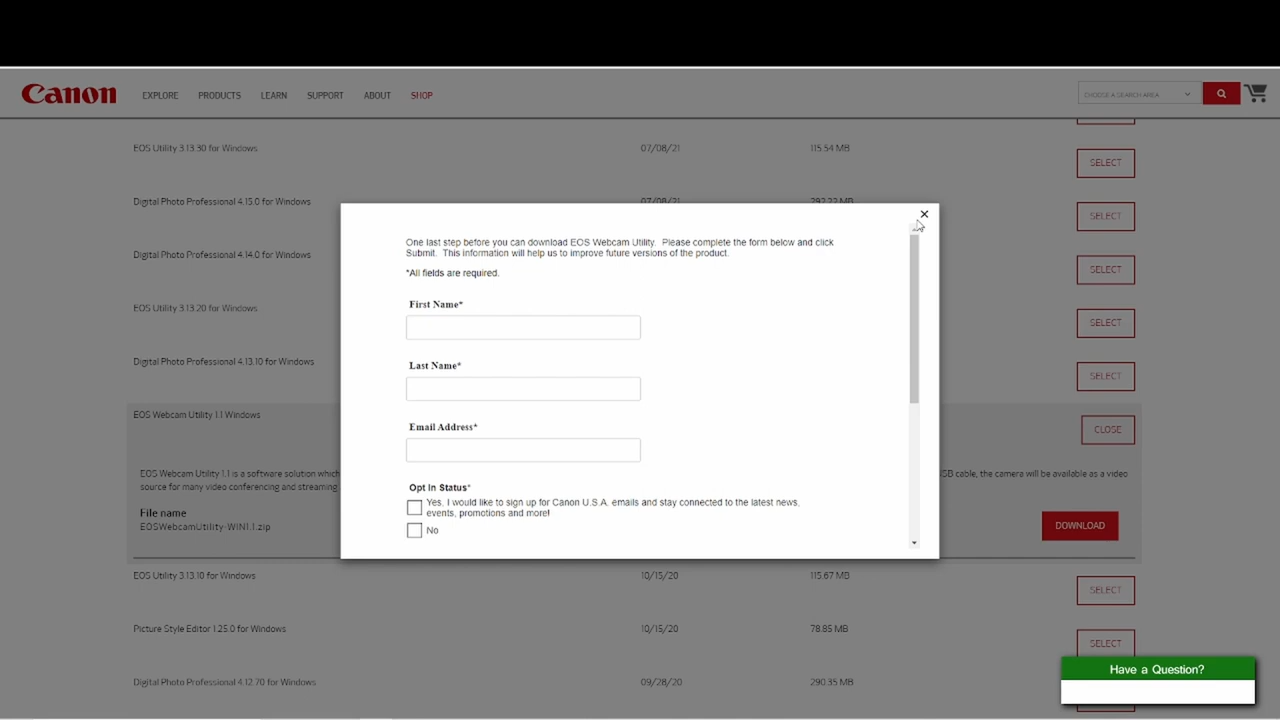 Canon
EXPLORE PRODUCTS LEARN SUPPORT ABOUT SHOP
CHOOSE A SEARCH AREA
EOS Utility 3.13.30 for Windows 07/08/21 115.54 MB SELECT
Digital Photo Professional 4.15.0 for Windows 07/08/21 292.22 MB SELECT
Digital Photo Professional 4.14.0 for Windows SELECT
EOS Utility 3.13.20 for Windows SELECT
Digital Photo Professional 4.13.10 for Windows SELECT
EOS Webcam Utility 1.1 Windows CLOSE
EOS Webcam Utility 1.1 is a software solution which
SB cable, the camera will be available as a video
source for many video conferencing and streaming
File name
EOSWebcamUtility-WIN1.1.zip
DOWNLOAD
One last step before you can download EOS Webcam Utility. Please complete the form below and click
Submit. This information will help us to improve future versions of the product.
*All fields are required.
First Name*
Last Name*
Email Address*
Opt In Status*
Yes, I would like to sign up for Canon U.S.A. emails and stay connected to the latest news,
events, promotions and more!
No
EOS Utility 3.13.10 for Windows 10/15/20 115.67 MB SELECT
Picture Style Editor 1.25.0 for Windows 10/15/20 78.85 MB SELECT
Digital Photo Professional 4.12.70 for Windows 09/28/20 290.35 MB
Have a Question?